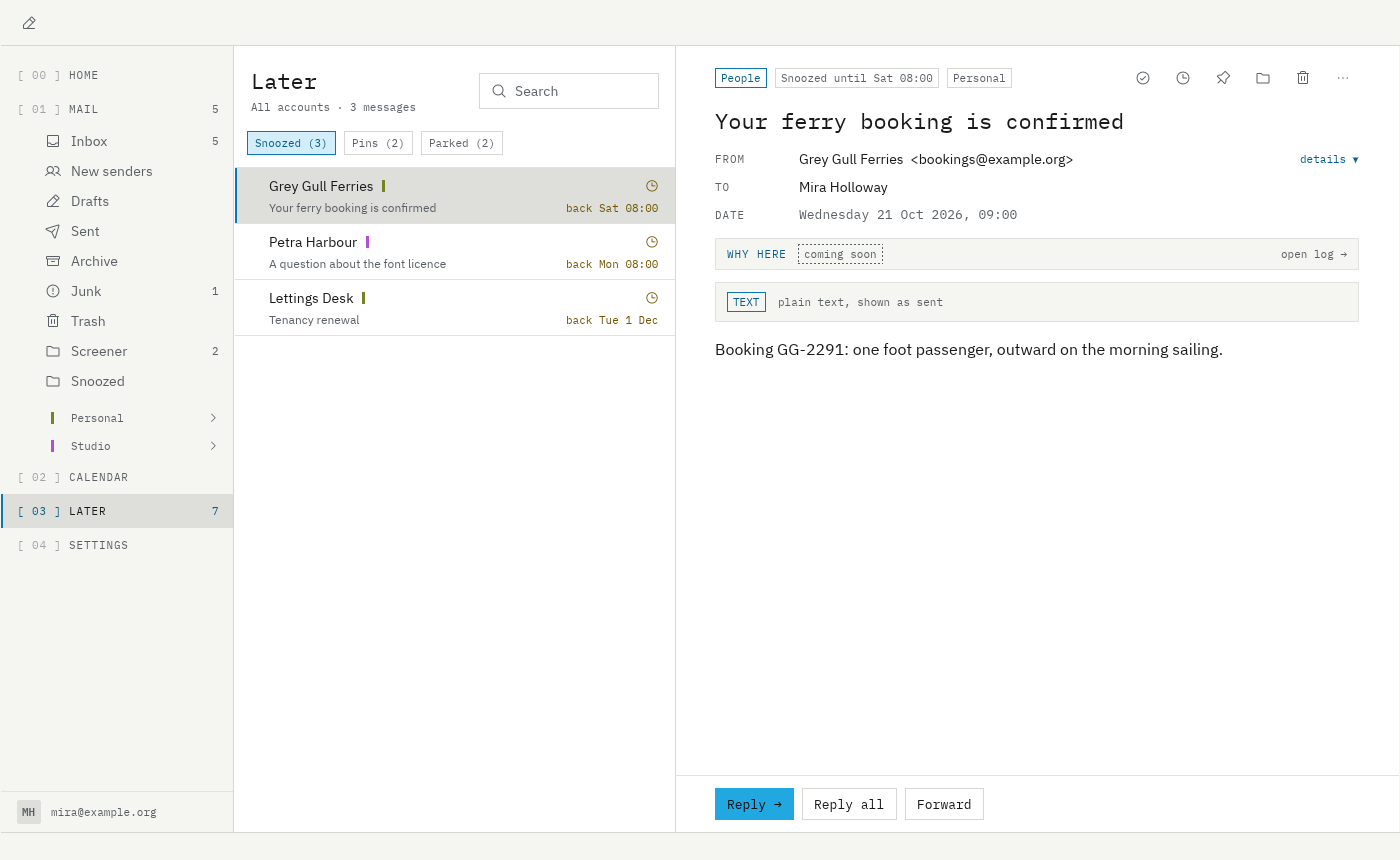 [ 00 ] HOME
[ 01 ] MAIL 5
Inbox 5
New senders
Drafts
Sent
Archive
Junk 1
Trash
Screener 2
Snoozed
Personal
Studio
[ 02 ] CALENDAR
[ 03 ] LATER 7
[ 04 ] SETTINGS
MH mira@example.org
Later
All accounts · 3 messages
Search
Snoozed (3) Pins (2) Parked (2)
Grey Gull Ferries
Your ferry booking is confirmed back Sat 08:00
Petra Harbour
A question about the font licence back Mon 08:00
Lettings Desk
Tenancy renewal back Tue 1 Dec
People Snoozed until Sat 08:00 Personal
Your ferry booking is confirmed
FROM Grey Gull Ferries <bookings@example.org> details ▾
TO Mira Holloway
DATE Wednesday 21 Oct 2026, 09:00
WHY HERE coming soon open log →
TEXT plain text, shown as sent
Booking GG-2291: one foot passenger, outward on the morning sailing.
Reply → Reply all Forward